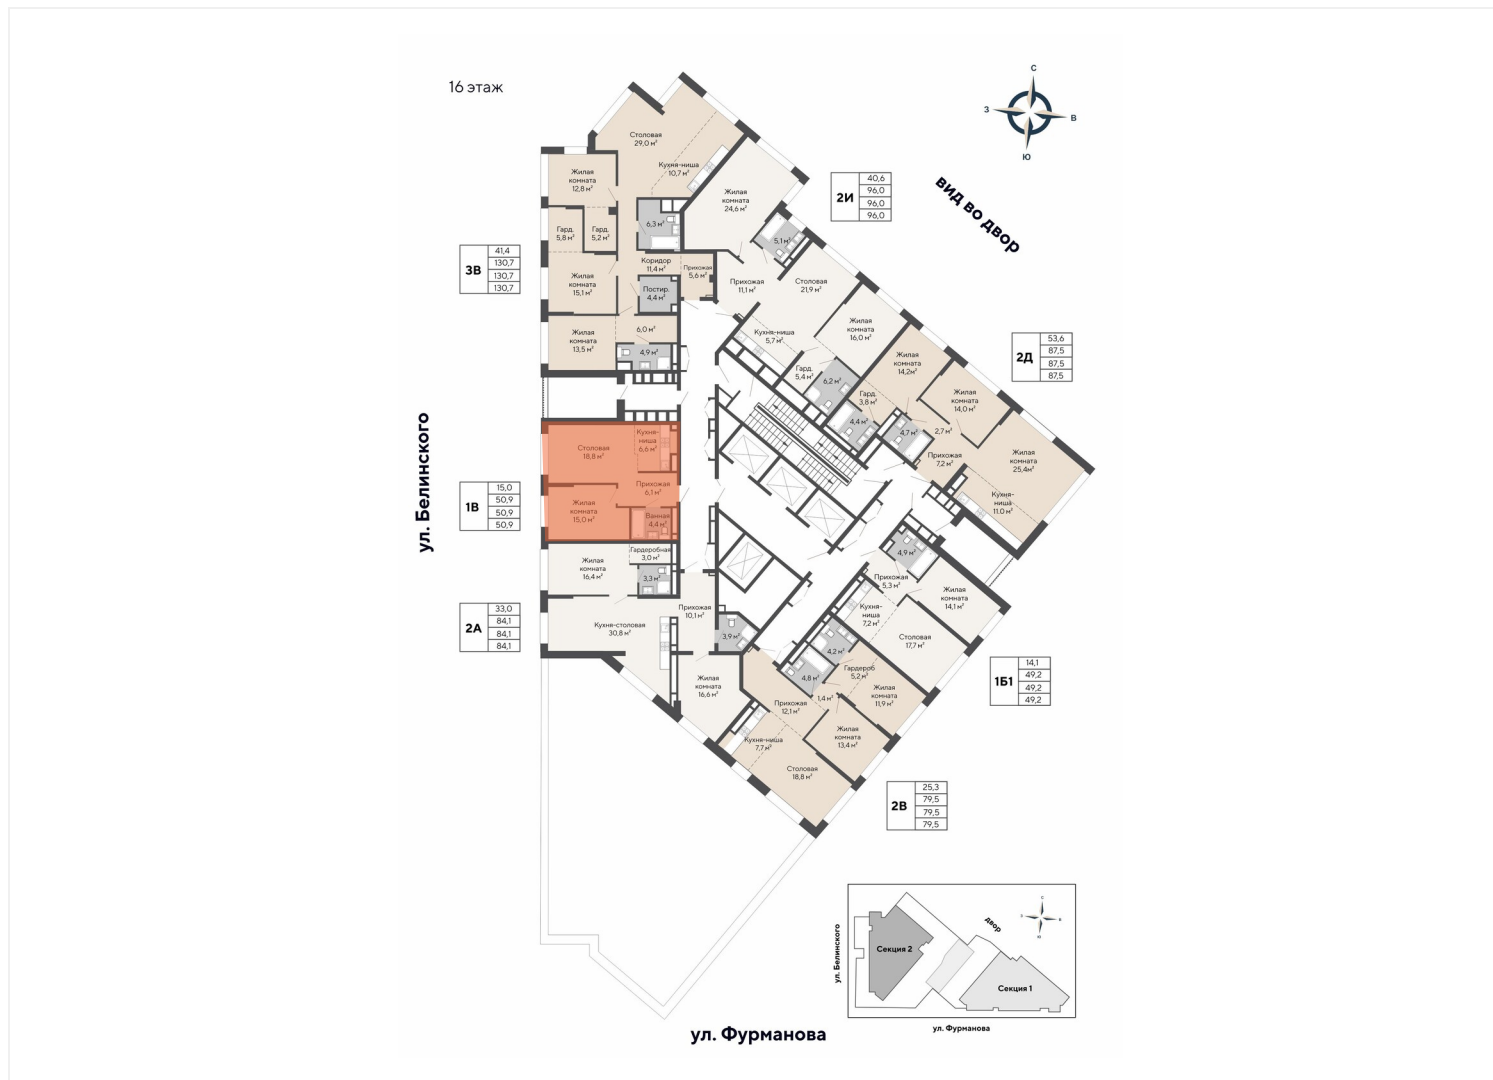 16 этаж
С
З
В
Ю
вид во двор
ул. Белинского
Столовая
29,0 м²
Кухня-ниша
10,7 м²
Жилая
комната
12,8 м²
Гард.
5,8 м²
Гард.
5,2 м²
6,3 м²
Коридор
11,4 м²
Прихожая
5,6 м²
Жилая
комната
15,1 м²
Постир.
4,4 м²
Жилая
комната
13,5 м²
6,0 м²
4,9 м²
3В
41,4
130,7
130,7
130,7
Жилая
комната
24,6 м²
5,1 м²
Прихожая
11,1 м²
Столовая
21,9 м²
Кухня-ниша
5,7 м²
Жилая
комната
16,0 м²
Гард.
5,4 м²
6,2 м²
2И
40,6
96,0
96,0
96,0
Жилая
комната
14,2м²
Гард.
3,8 м²
4,4 м²
4,7 м²
Жилая
комната
14,0 м²
2,7 м²
Прихожая
7,2 м²
Жилая
комната
25,4м²
Кухня-
ниша
11.0 м²
2Д
53,6
87,5
87,5
87,5
Столовая
18,8 м²
Кухня-
ниша
6,6 м²
Прихожая
6,1 м²
Жилая
комната
15,0 м²
Ванная
4,4 м²
1В
15,0
50,9
50,9
50,9
Жилая
комната
16,4 м²
Гардеробная
3,0 м²
3,3 м²
Прихожая
10,1 м²
Кухня-столовая
30,8 м²
3,9 м²
Жилая
комната
16,6 м²
2А
33,0
84,1
84,1
84,1
4,9 м²
Прихожая
5,3 м²
Жилая
комната
14,1 м²
Кухня-
ниша
7,2 м²
Столовая
17,7 м²
1Б1
14,1
49,2
49,2
49,2
4,2 м²
4,8 м²
Гардероб
5,2 м²
1,4 м²
Жилая
комната
11,9 м²
Прихожая
12,1 м²
Жилая
комната
13,4 м²
Кухня-ниша
7,7 м²
Столовая
18,8 м²
2В
25,3
79,5
79,5
79,5
ул. Фурманова
ул. Белинского
Секция 2
двор
Секция 1
ул. Фурманова